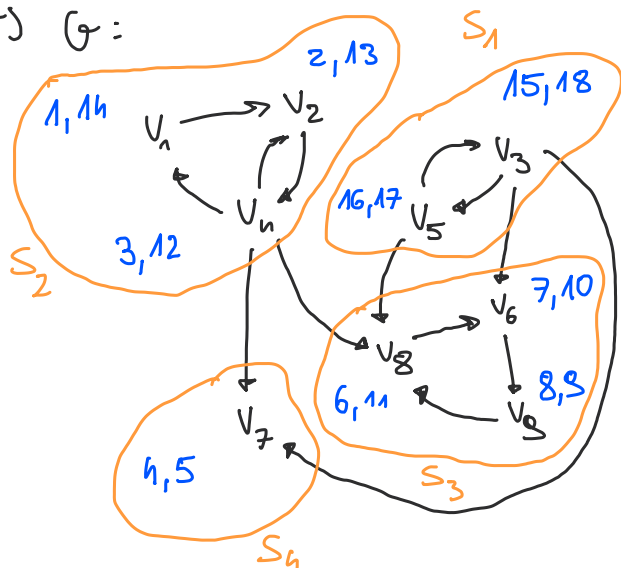 G:
S1
2,13
15,18
1,14
V2
V1
V3
16,17
V4
V5
3,12
S2
7,10
V6
V8
8,9
6,11
V9
V7
4,5
S3
S4